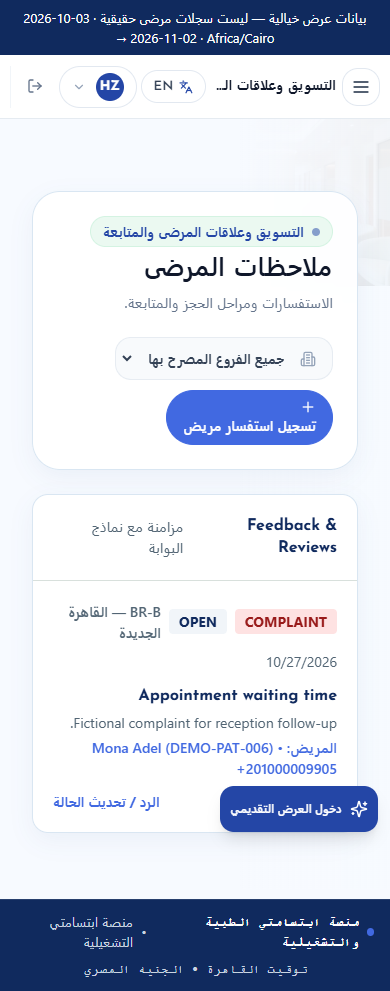 بيانات عرض خيالية — ليست سجلات مرضى حقيقية · 2026-10-03
→ 2026-11-02 · Africa/Cairo
التسويق وعلاقات الـ...
EN
HZ
التسويق وعلاقات المرضى والمتابعة
ملاحظات المرضى
الاستفسارات ومراحل الحجز والمتابعة.
جميع الفروع المصرح بها
+
تسجيل استفسار مريض
Feedback &
Reviews
مزامنة مع نماذج
البوابة
COMPLAINT
OPEN
BR-B — القاهرة
الجديدة
10/27/2026
Appointment waiting time
Fictional complaint for reception follow-up.
المريض: Mona Adel (DEMO-PAT-006) •
+201000009905
الرد / تحديث الحالة
دخول العرض التقديمي
منصة ابتسامتي الطبية
والتشغيلية
• منصة ابتسامتي
التشغيلية
توقيت القاهرة • الجنيه المصري